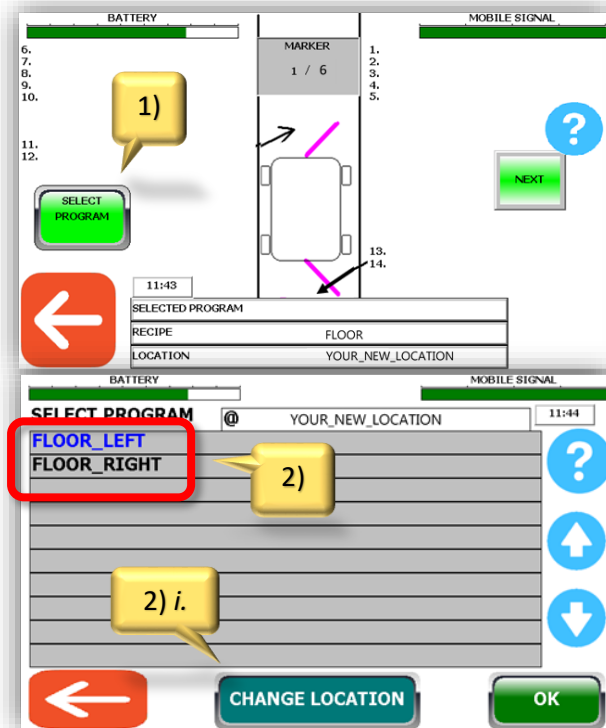 BATTERY
MOBILE SIGNAL
6.
7.
8.
9.
10.
11.
12.
1)
MARKER
1 / 6
1.
2.
3.
4.
5.
?
SELECT
PROGRAM
NEXT
13.
14.
11:43
SELECTED PROGRAM
RECIPE FLOOR
LOCATION YOUR_NEW_LOCATION
BATTERY
MOBILE SIGNAL
SELECT PROGRAM @ YOUR_NEW_LOCATION 11:44
FLOOR_LEFT
FLOOR_RIGHT
?
2)
2) i.
CHANGE LOCATION
OK